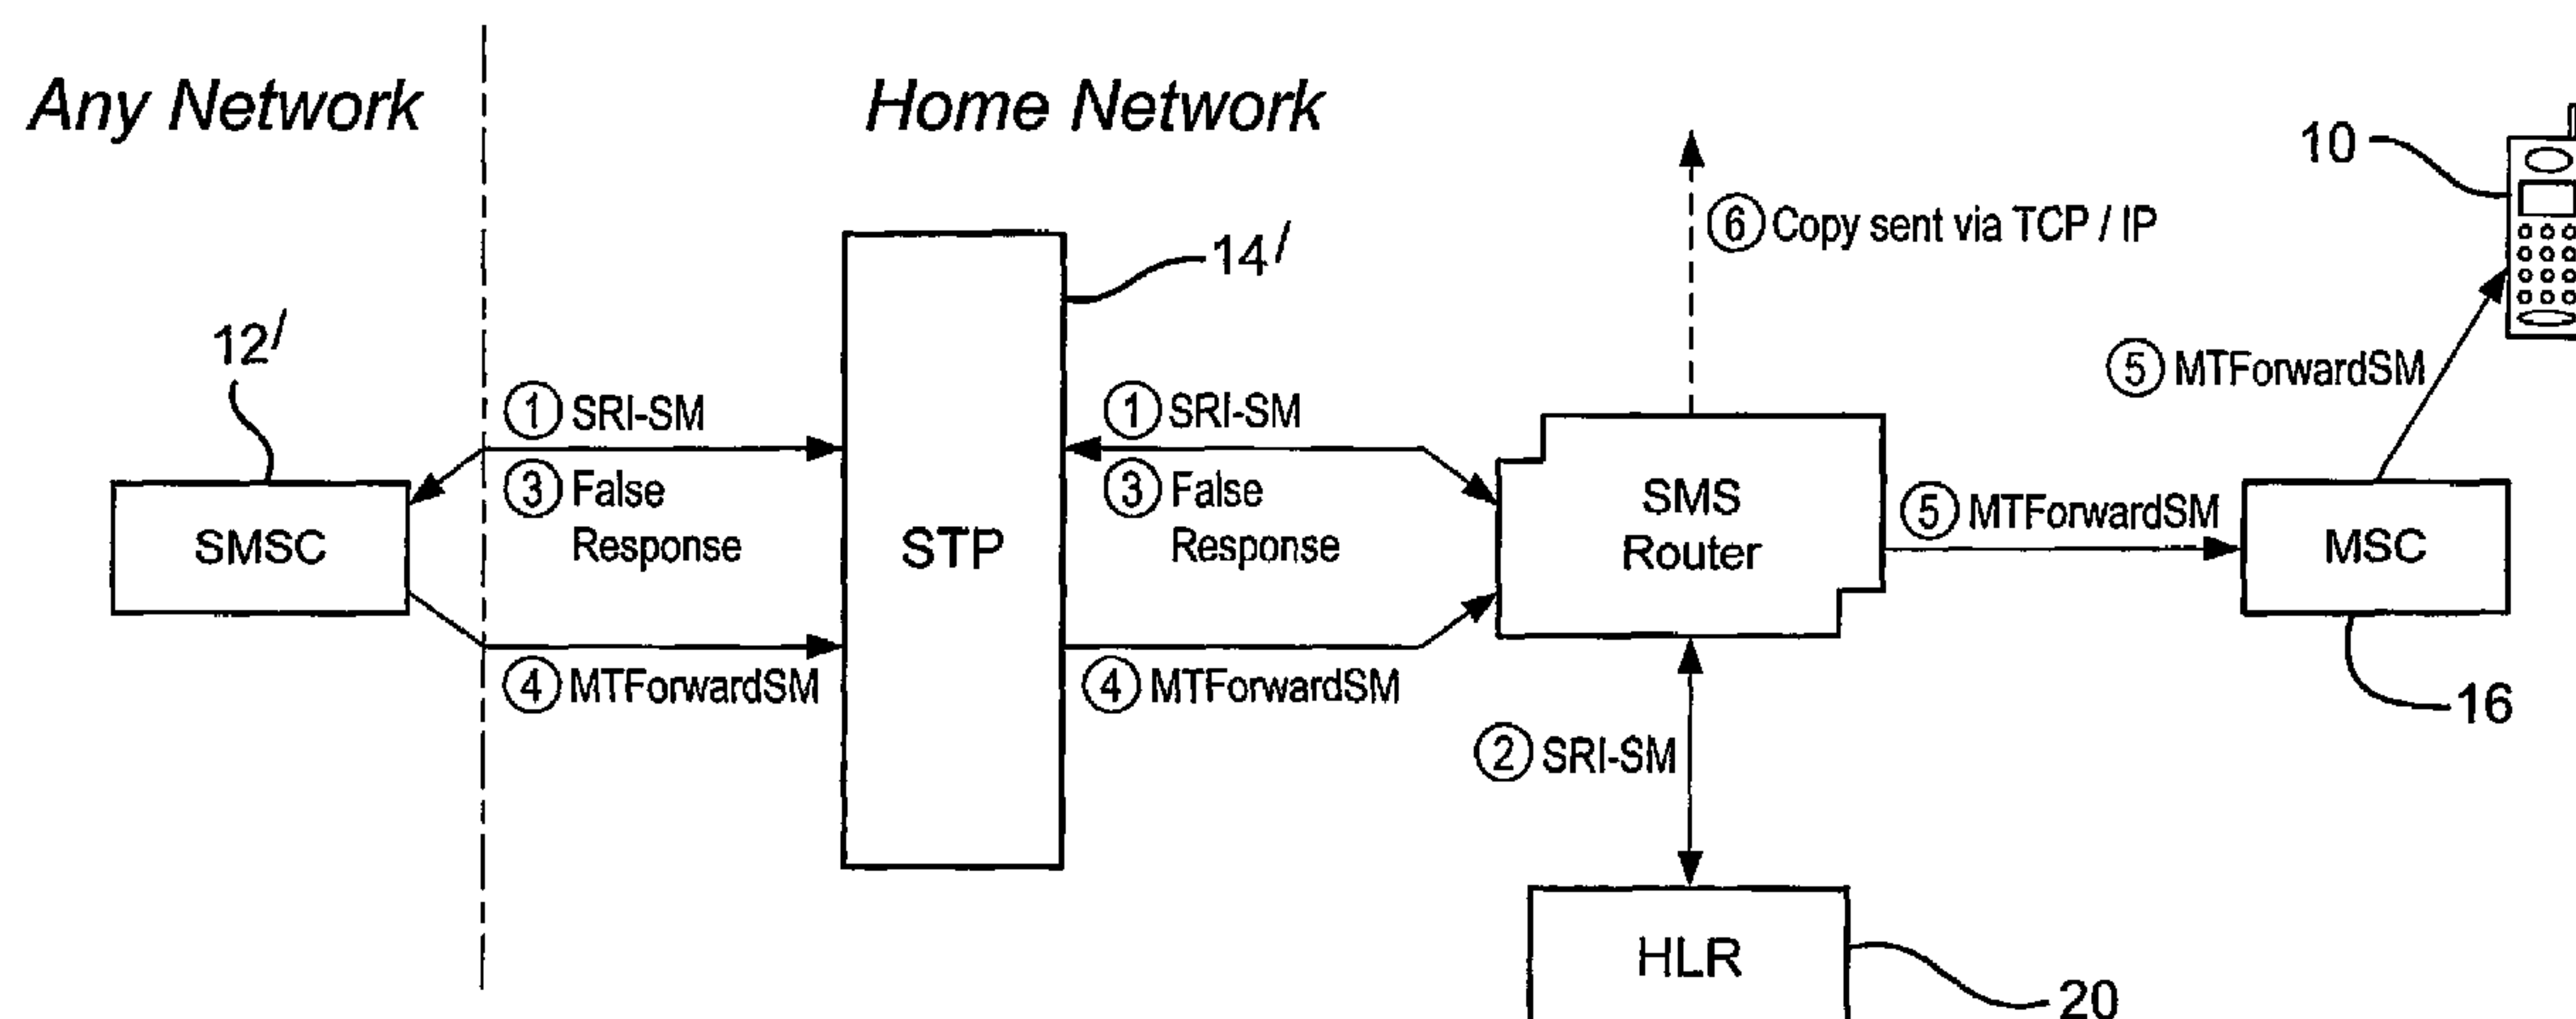 Any Network
Home Network
10
⑥ Copy sent via TCP / IP
14'
12'
⑤ MTForwardSM
① SRI-SM
① SRI-SM
③ False
Response
③ False
Response
SMSC
STP
SMS
Router
⑤ MTForwardSM
MSC
④ MTForwardSM
④ MTForwardSM
16
② SRI-SM
HLR
20